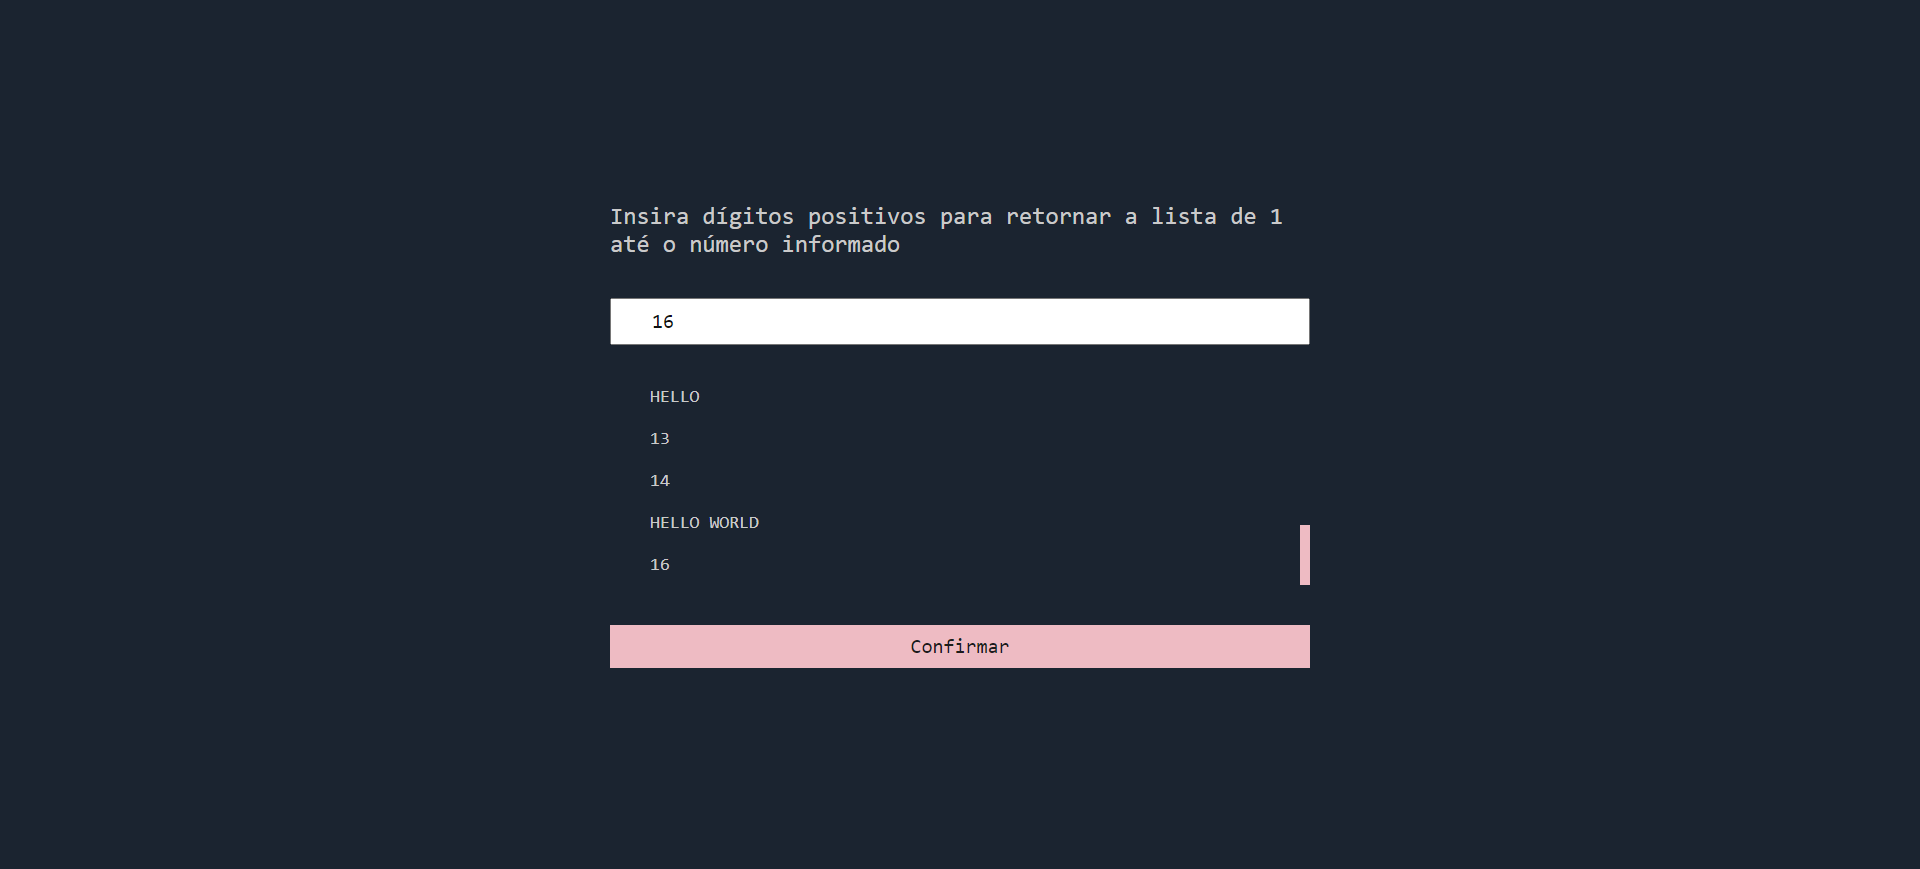 Insira dígitos positivos para retornar a lista de 1
até o número informado
16
HELLO
13
14
HELLO WORLD
16
Confirmar